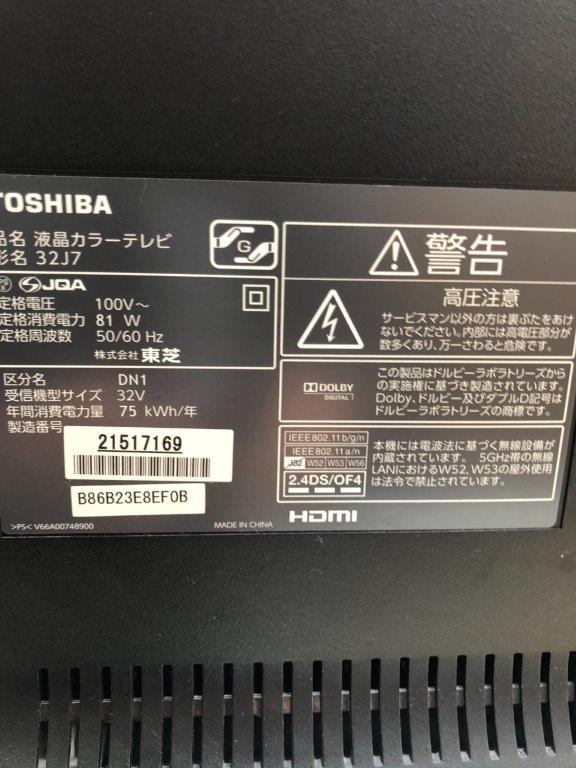 TOSHIBA
品名 液晶カラーテレビ
形名 32J7
G
PS
E
JQA
定格電圧 100V～
定格消費電力 81 W
定格周波数 50/60 Hz
株式会社 東芝
区分名 DN1
受信機型サイズ 32V
年間消費電力量 75 kWh/年
製造番号
21517169
B86B23E8EF0B
>PS< V66A00748900
MADE IN CHINA
警告
高圧注意
サービスマン以外の方は裏ぶたをあけ
ないでください。内部には高電圧部分が
数多くあり、万一さわると危険です。
DOLBY
DIGITAL
この製品はドルビーラボラトリーズから
の実施権に基づき製造されています。
Dolby、ドルビー及びダブルD記号は
ドルビーラボラトリーズの商標です。
IEEE802.11b/g/n
IEEE802.11a/n
J52 W52 W53 W56
2.4DS/OF4
本機には電波法に基づく無線設備が
内蔵されています。 5GHz帯の無線
LANにおけるW52、W53の屋外使用
は法令で禁止されています。
HDMI